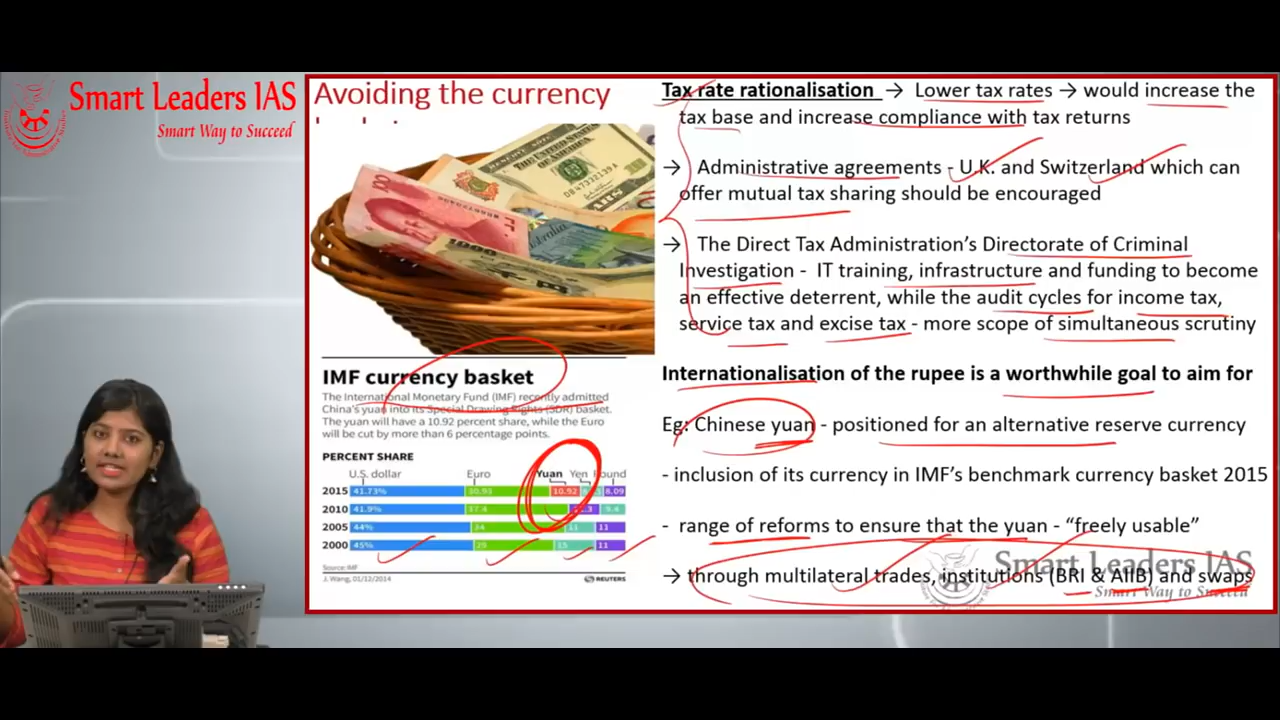 Smart Leaders IAS
Smart Way to Succeed
Avoiding the currency
IMF currency basket
The International Monetary Fund (IMF) recently admitted
China's yuan into its Special Drawing Rights (SDR) basket.
The yuan will have a 10.92 percent share, while the Euro
will be cut by more than 6 percentage points.
PERCENT SHARE
U.S. dollar Euro Yuan Yen Pound
2015 41.73% 30.93 10.92 8.09
2010 41.9% 37.4 9.4
2005 44% 34 11 11
2000 45% 29 15 11
Source: IMF
J. Wang, 01/12/2014 REUTERS
Tax rate rationalisation → Lower tax rates → would increase the
tax base and increase compliance with tax returns
→ Administrative agreements - U.K. and Switzerland which can
offer mutual tax sharing should be encouraged
→ The Direct Tax Administration's Directorate of Criminal
Investigation - IT training, infrastructure and funding to become
an effective deterrent, while the audit cycles for income tax,
service tax and excise tax - more scope of simultaneous scrutiny
Internationalisation of the rupee is a worthwhile goal to aim for
Eg: Chinese yuan - positioned for an alternative reserve currency
- inclusion of its currency in IMF's benchmark currency basket 2015
- range of reforms to ensure that the yuan - "freely usable"
→ through multilateral trades, institutions (BRI & AIIB) and swaps
Smart Way to Succeed